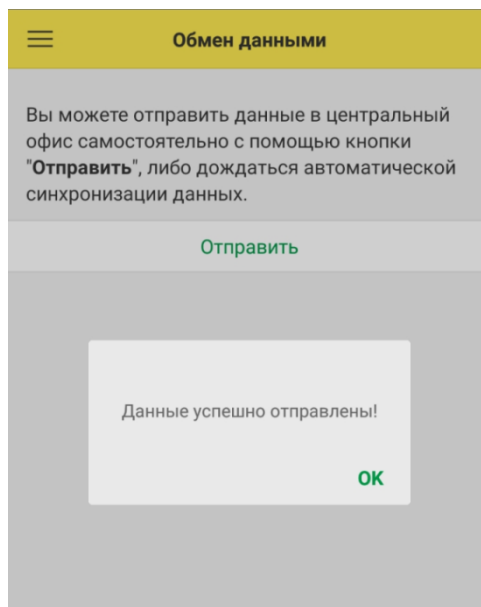 Обмен данными
Вы можете отправить данные в центральный
офис самостоятельно с помощью кнопки
"Отправить", либо дождаться автоматической
синхронизации данных.
Отправить
Данные успешно отправлены!
ОК